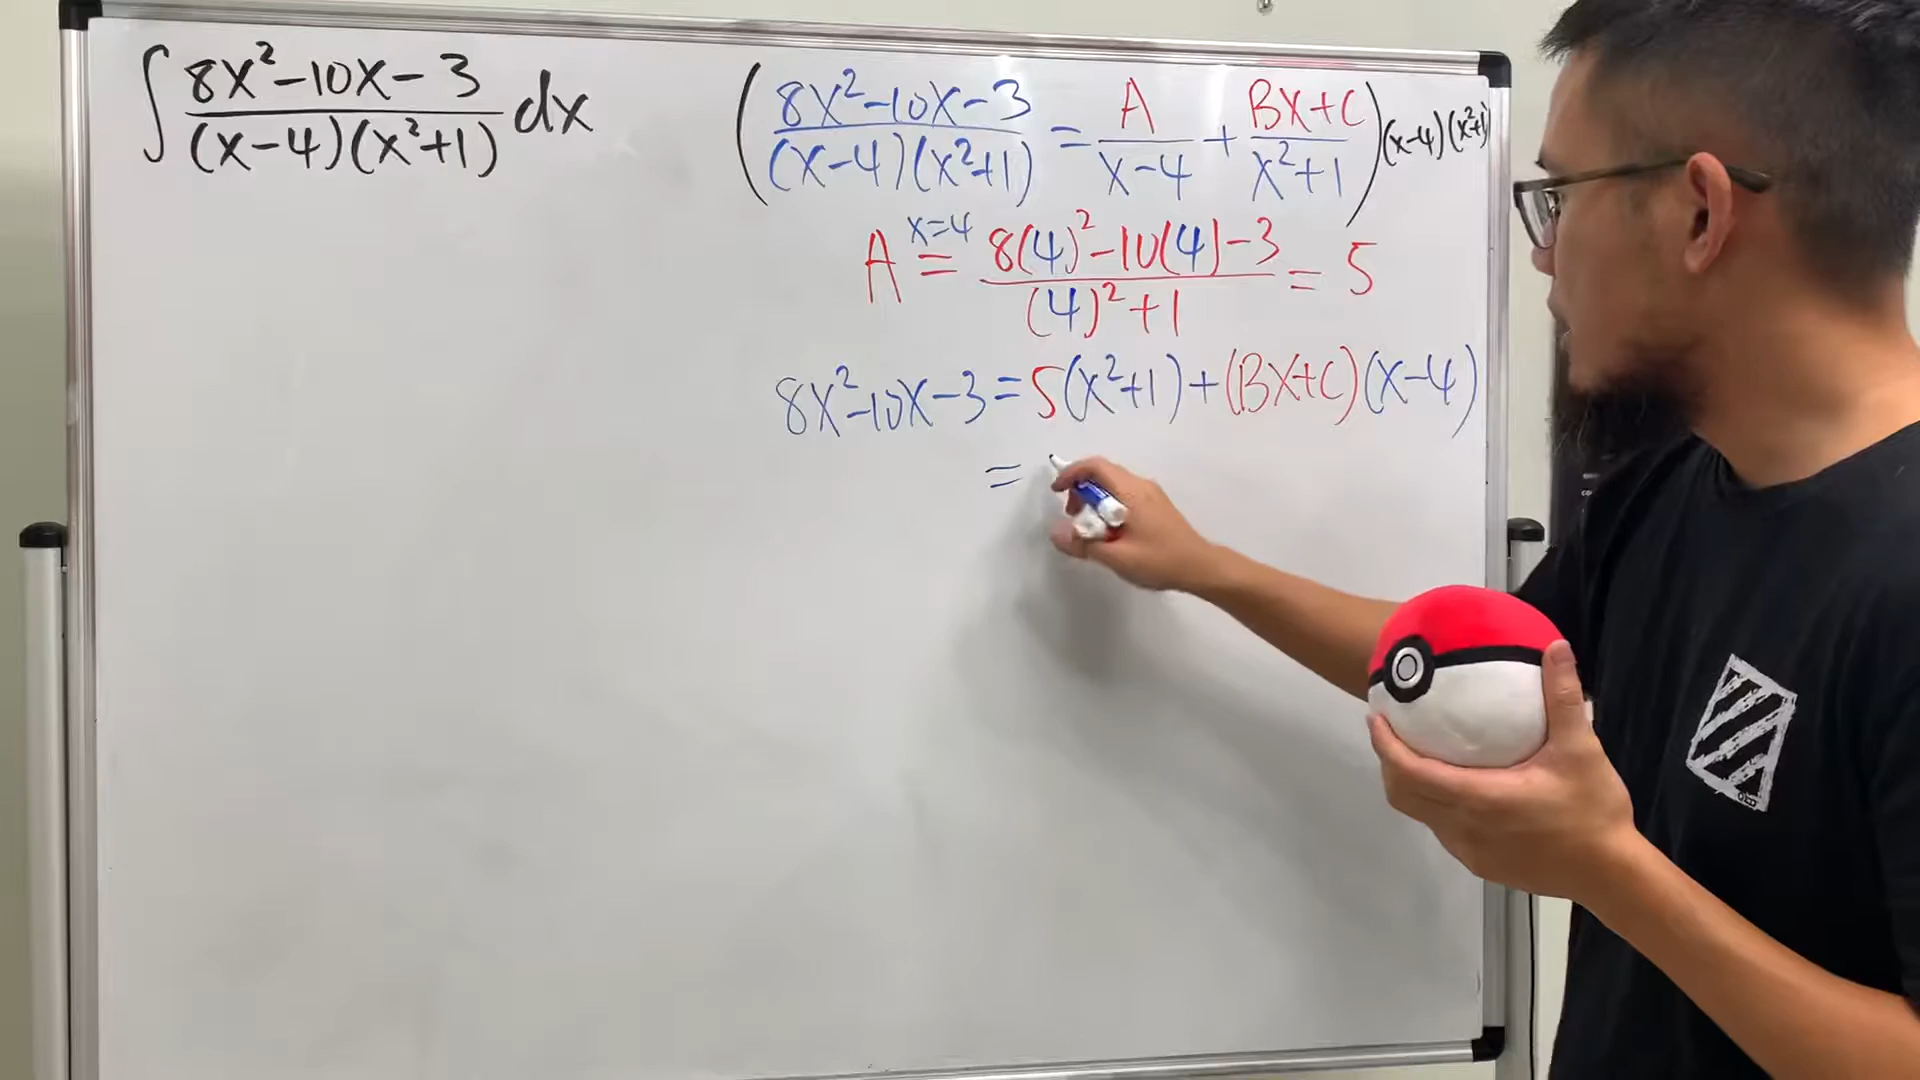 ∫ 8x²-10x-3 / (x-4)(x²+1) dx
( 8x²-10x-3 / (x-4)(x²+1) = A / x-4 + Bx+C / x²+1 ) (x-4)(x²+1)
A x=4 = 8(4)²-10(4)-3 / (4)²+1 = 5
8x²-10x-3 = 5(x²+1)+(Bx+C)(x-4)
=